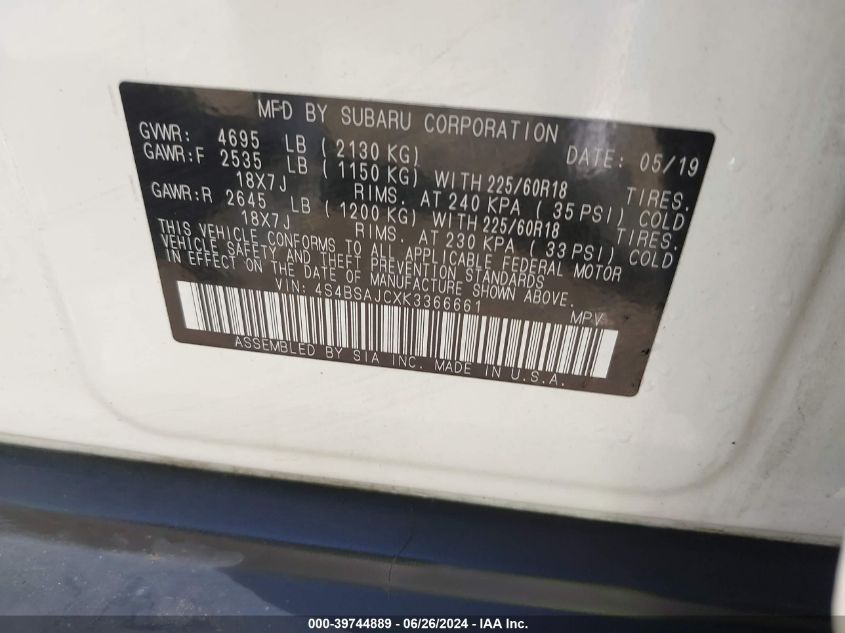 MFD BY SUBARU CORPORATION DATE: 05/19
GVWR: 4695 LB ( 2130 KG)
GAWR:F 2535 LB ( 1150 KG) WITH 225/60R18 TIRES.
18X7J RIMS. AT 240 KPA ( 35 PSI) COLD
GAWR:R 2645 LB ( 1200 KG) WITH 225/60R18 TIRES.
18X7J RIMS. AT 230 KPA ( 33 PSI) COLD
THIS VEHICLE CONFORMS TO ALL APPLICABLE FEDERAL MOTOR
VEHICLE SAFETY AND THEFT PREVENTION STANDARDS
IN EFFECT ON THE DATE OF MANUFACTURE SHOWN ABOVE.
VIN: 4S4BSAJCXK3366661 MPV
ASSEMBLED BY SIA INC. MADE IN U.S.A.
000-39744889 - 06/26/2024 - IAA Inc.